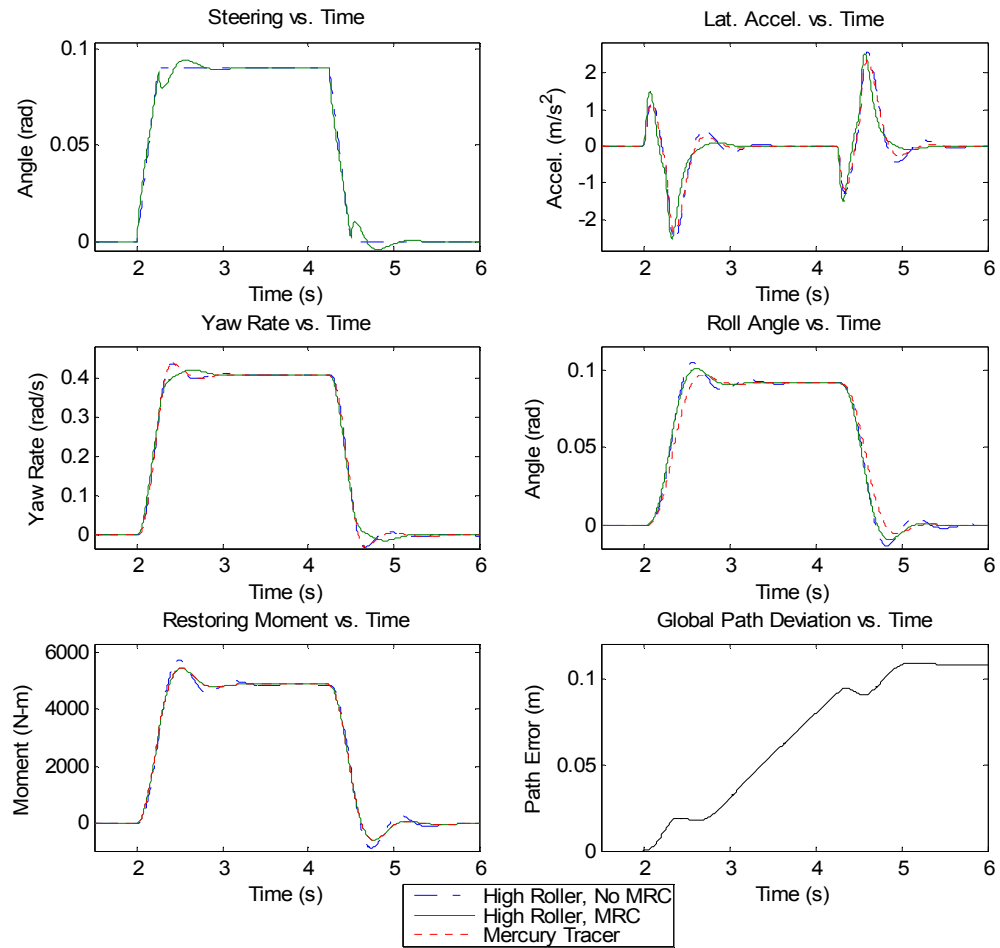 Steering vs. Time
0.1
0.05
0
Angle (rad)
2 3 4 5 6
Time (s)
Lat. Accel. vs. Time
2
1
0
-1
-2
Accel. (m/s²)
2 3 4 5 6
Time (s)
Yaw Rate vs. Time
0.4
0.3
0.2
0.1
0
Yaw Rate (rad/s)
2 3 4 5 6
Time (s)
Roll Angle vs. Time
0.1
0.05
0
Angle (rad)
2 3 4 5 6
Time (s)
Restoring Moment vs. Time
6000
4000
2000
0
Moment (N-m)
2 3 4 5 6
Time (s)
Global Path Deviation vs. Time
0.1
0.05
0
Path Error (m)
2 3 4 5 6
Time (s)
High Roller, No MRC
High Roller, MRC
Mercury Tracer